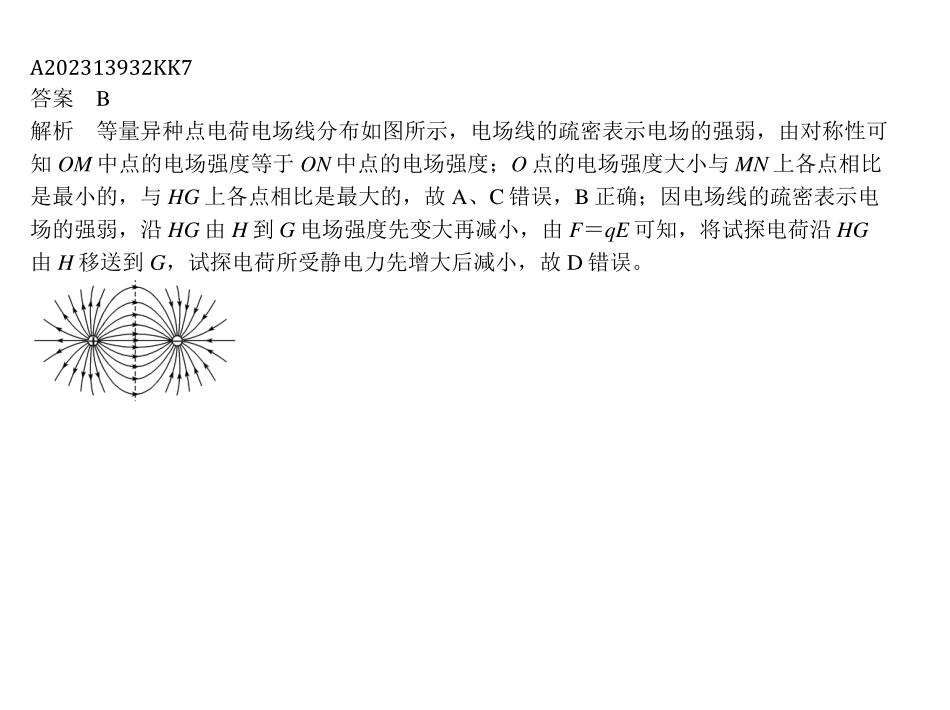 A202313932KK7
答案　B
解析　等量异种点电荷电场线分布如图所示，电场线的疏密表示电场的强弱，由对称性可
知 OM 中点的电场强度等于 ON 中点的电场强度；O 点的电场强度大小与 MN 上各点相比
是最小的，与 HG 上各点相比是最大的，故 A、C 错误，B 正确；因电场线的疏密表示电
场的强弱，沿 HG 由 H 到 G 电场强度先变大再减小，由 F＝qE 可知，将试探电荷沿 HG
由 H 移送到 G，试探电荷所受静电力先增大后减小，故 D 错误。